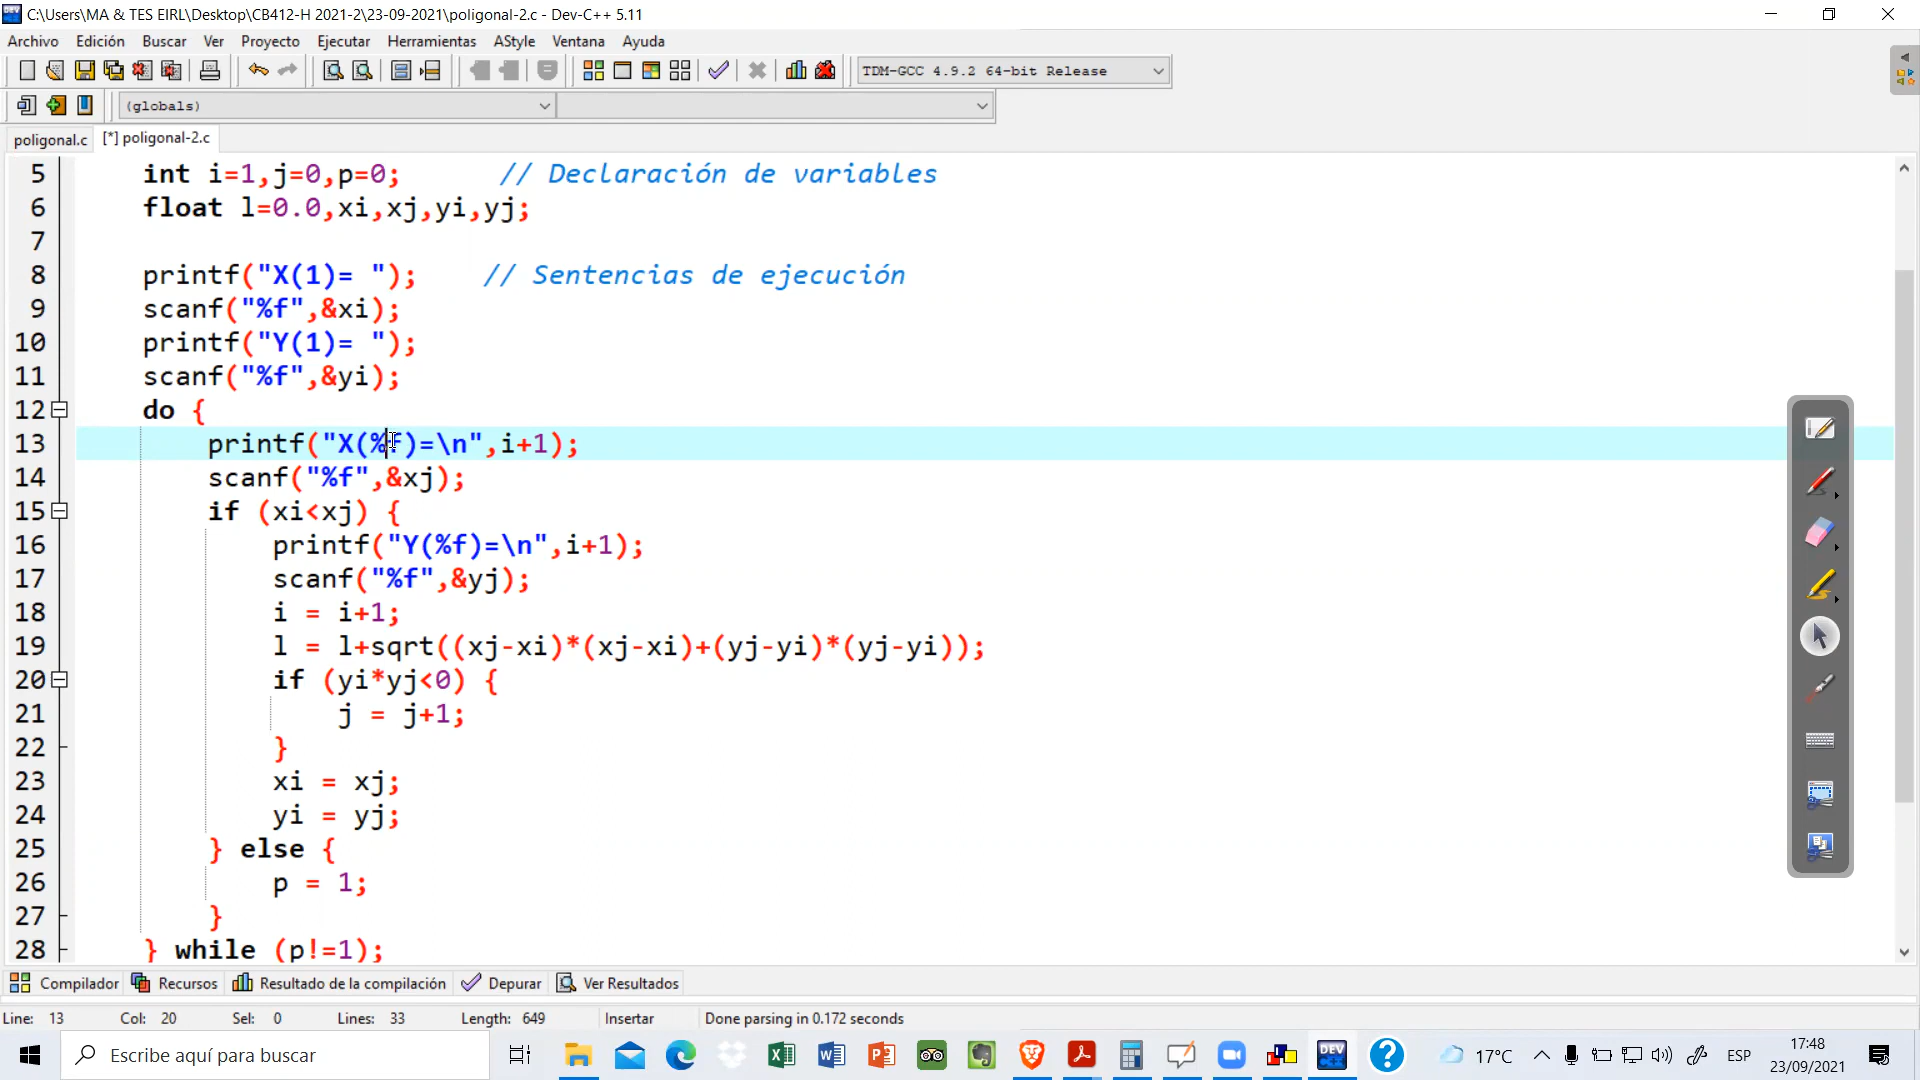 C:\Users\MA & TES EIRL\Desktop\CB412-H 2021-2\23-09-2021\poligonal-2.c - Dev-C++ 5.11
Archivo Edición Buscar Ver Proyecto Ejecutar Herramientas AStyle Ventana Ayuda
TDM-GCC 4.9.2 64-bit Release
(globals)
poligonal.c [*] poligonal-2.c
5 int i=1,j=0,p=0; // Declaración de variables
6 float l=0.0,xi,xj,yi,yj;
7
8 printf("X(1)= "); // Sentencias de ejecución
9 scanf("%f",&xi);
10 printf("Y(1)= ");
11 scanf("%f",&yi);
12 do {
13 printf("X(%f)=\n",i+1);
14 scanf("%f",&xj);
15 if (xi<xj) {
16 printf("Y(%f)=\n",i+1);
17 scanf("%f",&yj);
18 i = i+1;
19 l = l+sqrt((xj-xi)*(xj-xi)+(yj-yi)*(yj-yi));
20 if (yi*yj<0) {
21 j = j+1;
22 }
23 xi = xj;
24 yi = yj;
25 } else {
26 p = 1;
27 }
28 } while (p!=1);
Compilador Recursos Resultado de la compilación Depurar Ver Resultados
Line: 13 Col: 20 Sel: 0 Lines: 33 Length: 649 Insertar Done parsing in 0.172 seconds
Escribe aquí para buscar
DEV
17°C
ESP
17:48
23/09/2021